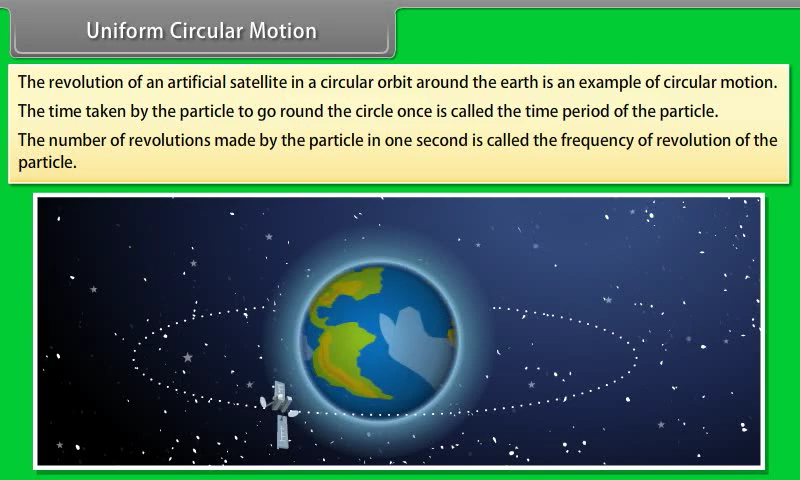 Uniform Circular Motion
The revolution of an artificial satellite in a circular orbit around the earth is an example of circular motion.
The time taken by the particle to go round the circle once is called the time period of the particle.
The number of revolutions made by the particle in one second is called the frequency of revolution of the
particle.